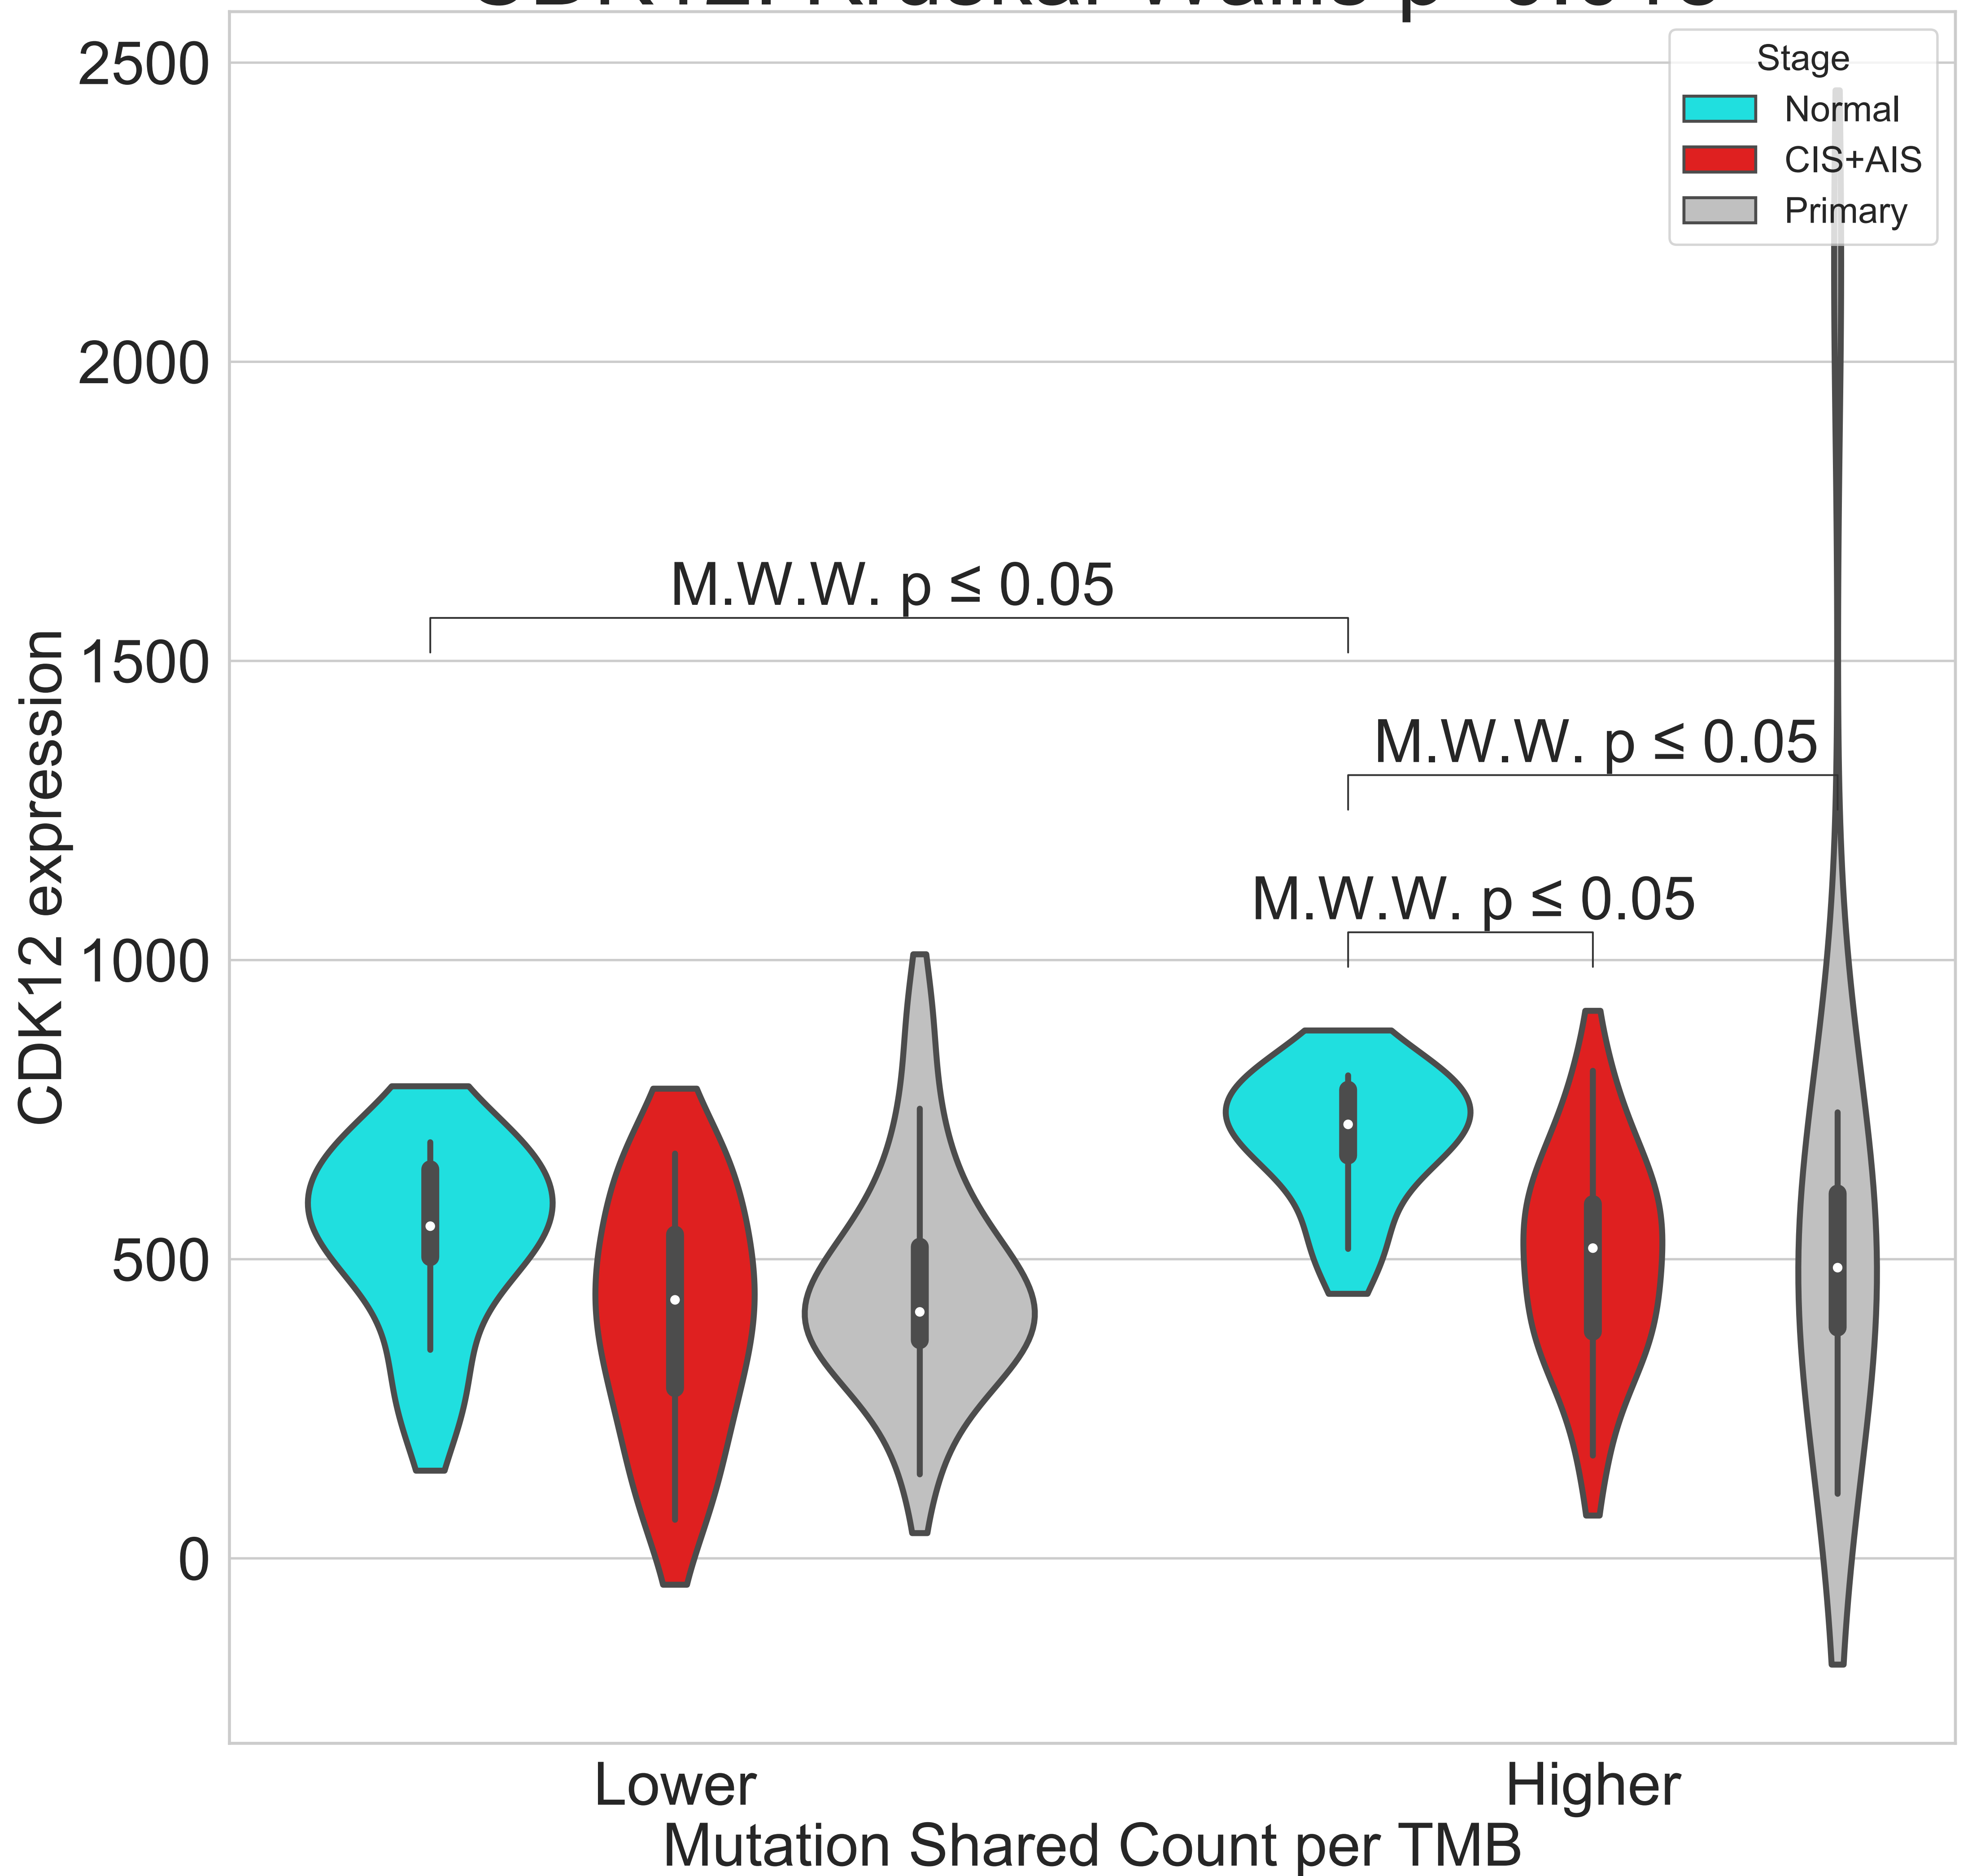 2500
2000
1500
1000
500
0
CDK12 expression
Stage
Normal
CIS+AIS
Primary
M.W.W. p ≤ 0.05
M.W.W. p ≤ 0.05
M.W.W. p ≤ 0.05
Lower
Higher
Mutation Shared Count per TMB